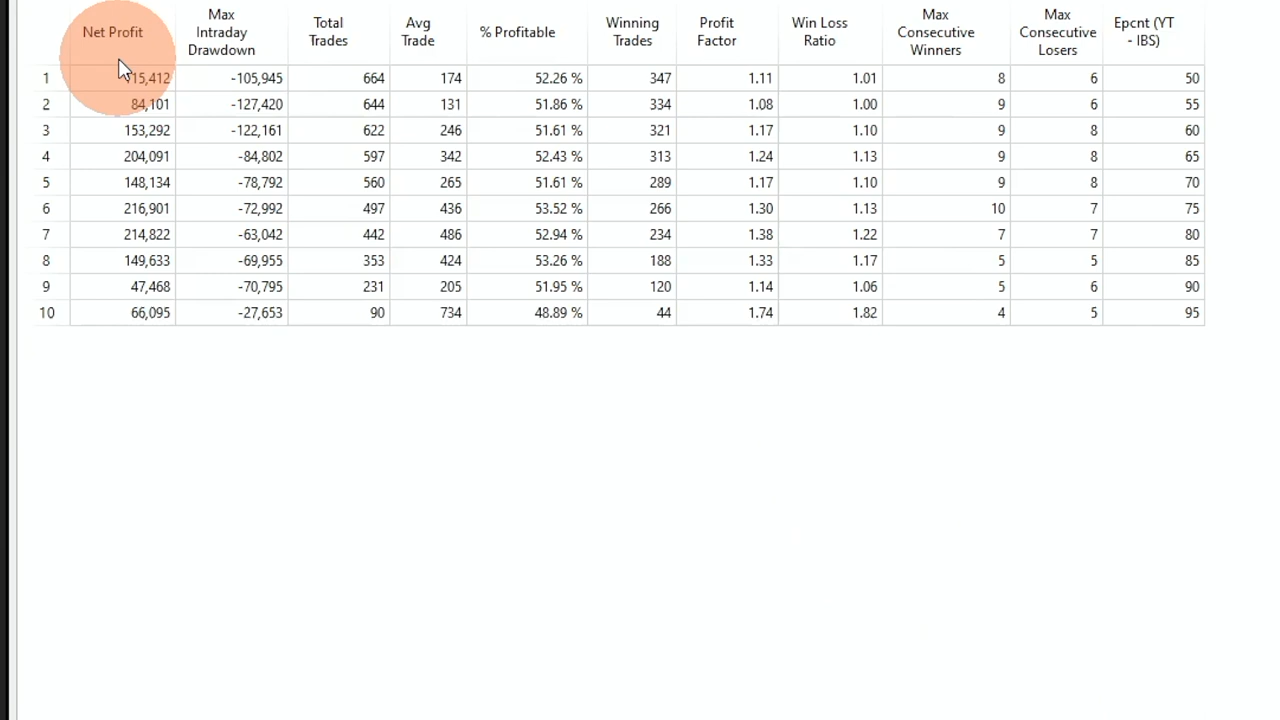 Net Profit Max Intraday Drawdown Total Trades Avg Trade % Profitable Winning Trades Profit Factor Win Loss Ratio Max Consecutive Winners Max Consecutive Losers Epcnt (YT - IBS)
1 -105,945 664 174 52.26 % 347 1.11 1.01 8 6 50
2 84,101 -127,420 644 131 51.86 % 334 1.08 1.00 9 6 55
3 153,292 -122,161 622 246 51.61 % 321 1.17 1.10 9 8 60
4 204,091 -84,802 597 342 52.43 % 313 1.24 1.13 9 8 65
5 148,134 -78,792 560 265 51.61 % 289 1.17 1.10 9 8 70
6 216,901 -72,992 497 436 53.52 % 266 1.30 1.13 10 7 75
7 214,822 -63,042 442 486 52.94 % 234 1.38 1.22 7 7 80
8 149,633 -69,955 353 424 53.26 % 188 1.33 1.17 5 5 85
9 47,468 -70,795 231 205 51.95 % 120 1.14 1.06 5 6 90
10 66,095 -27,653 90 734 48.89 % 44 1.74 1.82 4 5 95